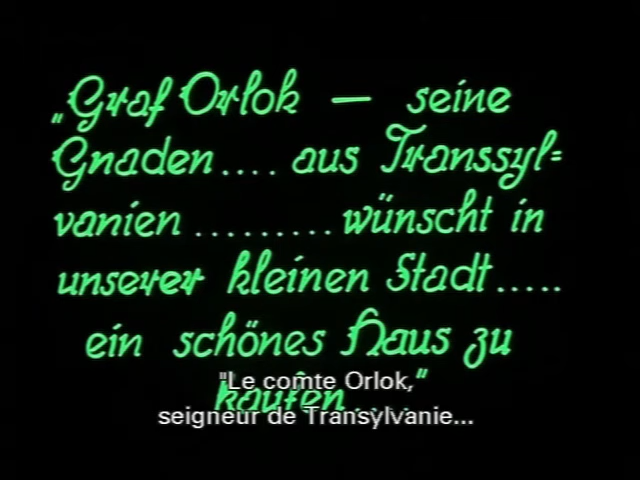 „Graf Orlok — seine
Gnaden.... aus Transsyl=
vanien ......... wünscht in
unserer kleinen Stadt.....
ein schönes Haus zu
kaufen....“
"Le comte Orlok,
seigneur de Transylvanie...